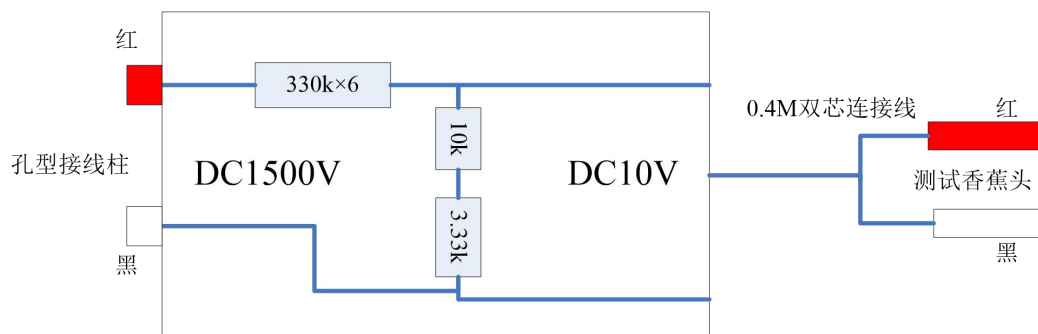 红
330k×6
0.4M双芯连接线
红
10k
孔型接线柱
DC1500V
DC10V
测试香蕉头
3.33k
黑
黑